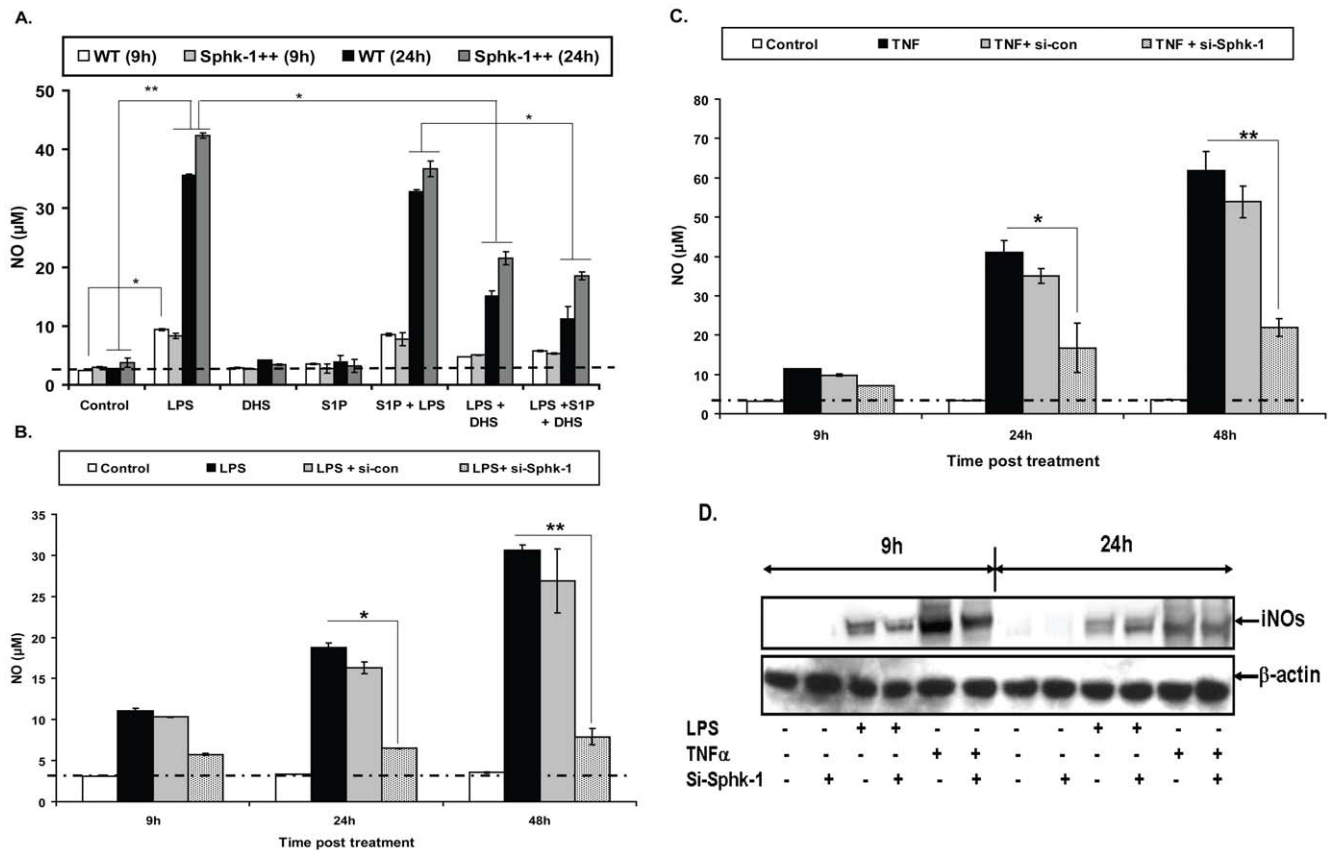 A.
WT (9h) Sphk-1++ (9h) WT (24h) Sphk-1++ (24h)
50
40
30
20
10
0
NO (µM)
**
*
*
*
Control LPS DHS S1P S1P + LPS LPS + DHS LPS +S1P + DHS
B.
Control LPS LPS + si-con LPS+ si-Sphk-1
35
30
25
20
15
10
5
0
NO (µM)
*
**
9h 24h 48h
Time post treatment
C.
Control TNF TNF+ si-con TNF + si-Sphk-1
80
70
60
50
40
30
20
10
0
NO (µM)
*
**
9h 24h 48h
Time post treatment
D.
9h 24h
iNOs
β-actin
LPS - - + + - - - - + + - -
TNFα - - - - + + - - - - + +
Si-Sphk-1 - + - + - + - + - + - +